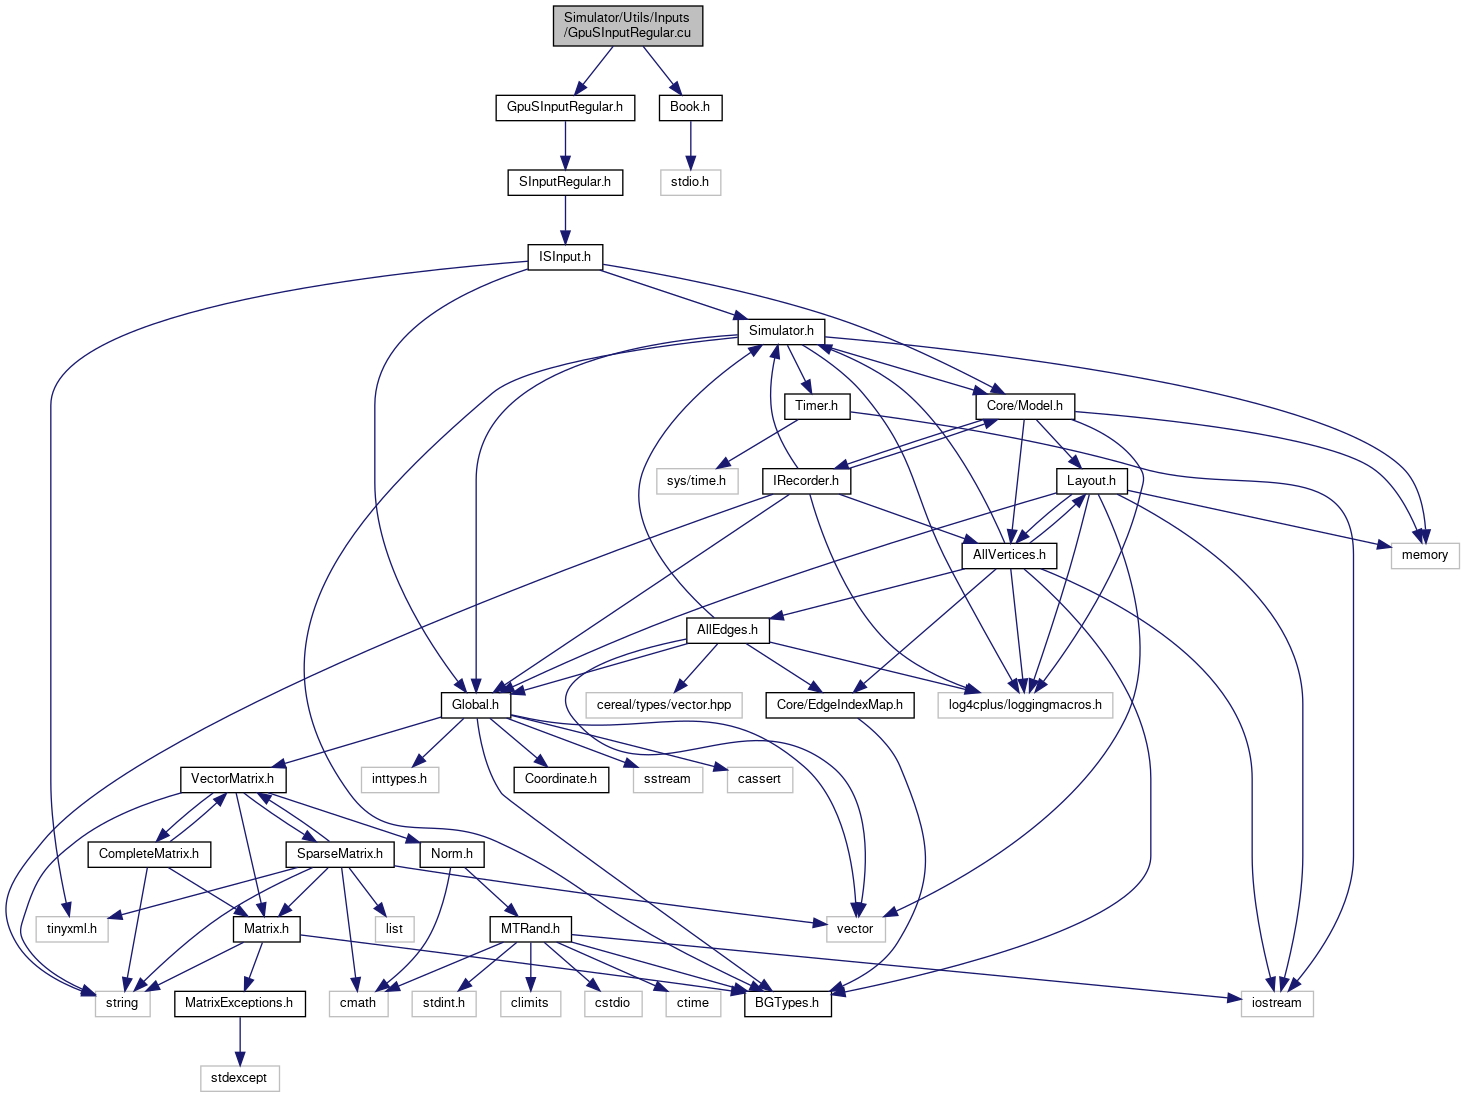 Simulator/Utils/Inputs
/GpuSInputRegular.cu
GpuSInputRegular.h
Book.h
SInputRegular.h
stdio.h
ISInput.h
Simulator.h
Timer.h
Core/Model.h
sys/time.h
IRecorder.h
Layout.h
AllVertices.h
memory
AllEdges.h
Global.h
cereal/types/vector.hpp
Core/EdgeIndexMap.h
log4cplus/loggingmacros.h
VectorMatrix.h
inttypes.h
Coordinate.h
sstream
cassert
CompleteMatrix.h
SparseMatrix.h
Norm.h
tinyxml.h
Matrix.h
list
MTRand.h
vector
string
MatrixExceptions.h
cmath
stdint.h
climits
cstdio
ctime
BGTypes.h
iostream
stdexcept